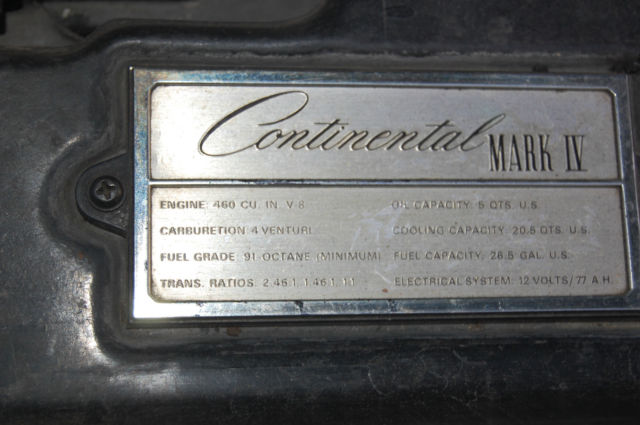 Continental MARK IV
ENGINE: 460 CU. IN. V-8
CARBURETION 4 VENTURI
FUEL GRADE: 91-OCTANE (MINIMUM)
TRANS. RATIOS. 2.46:1, 1.46:1, 1:1
OIL CAPACITY: 5 QTS. U.S.
COOLING CAPACITY: 20.5 QTS. U.S.
FUEL CAPACITY: 26.5 GAL. U.S.
ELECTRICAL SYSTEM: 12 VOLTS/77 A.H.